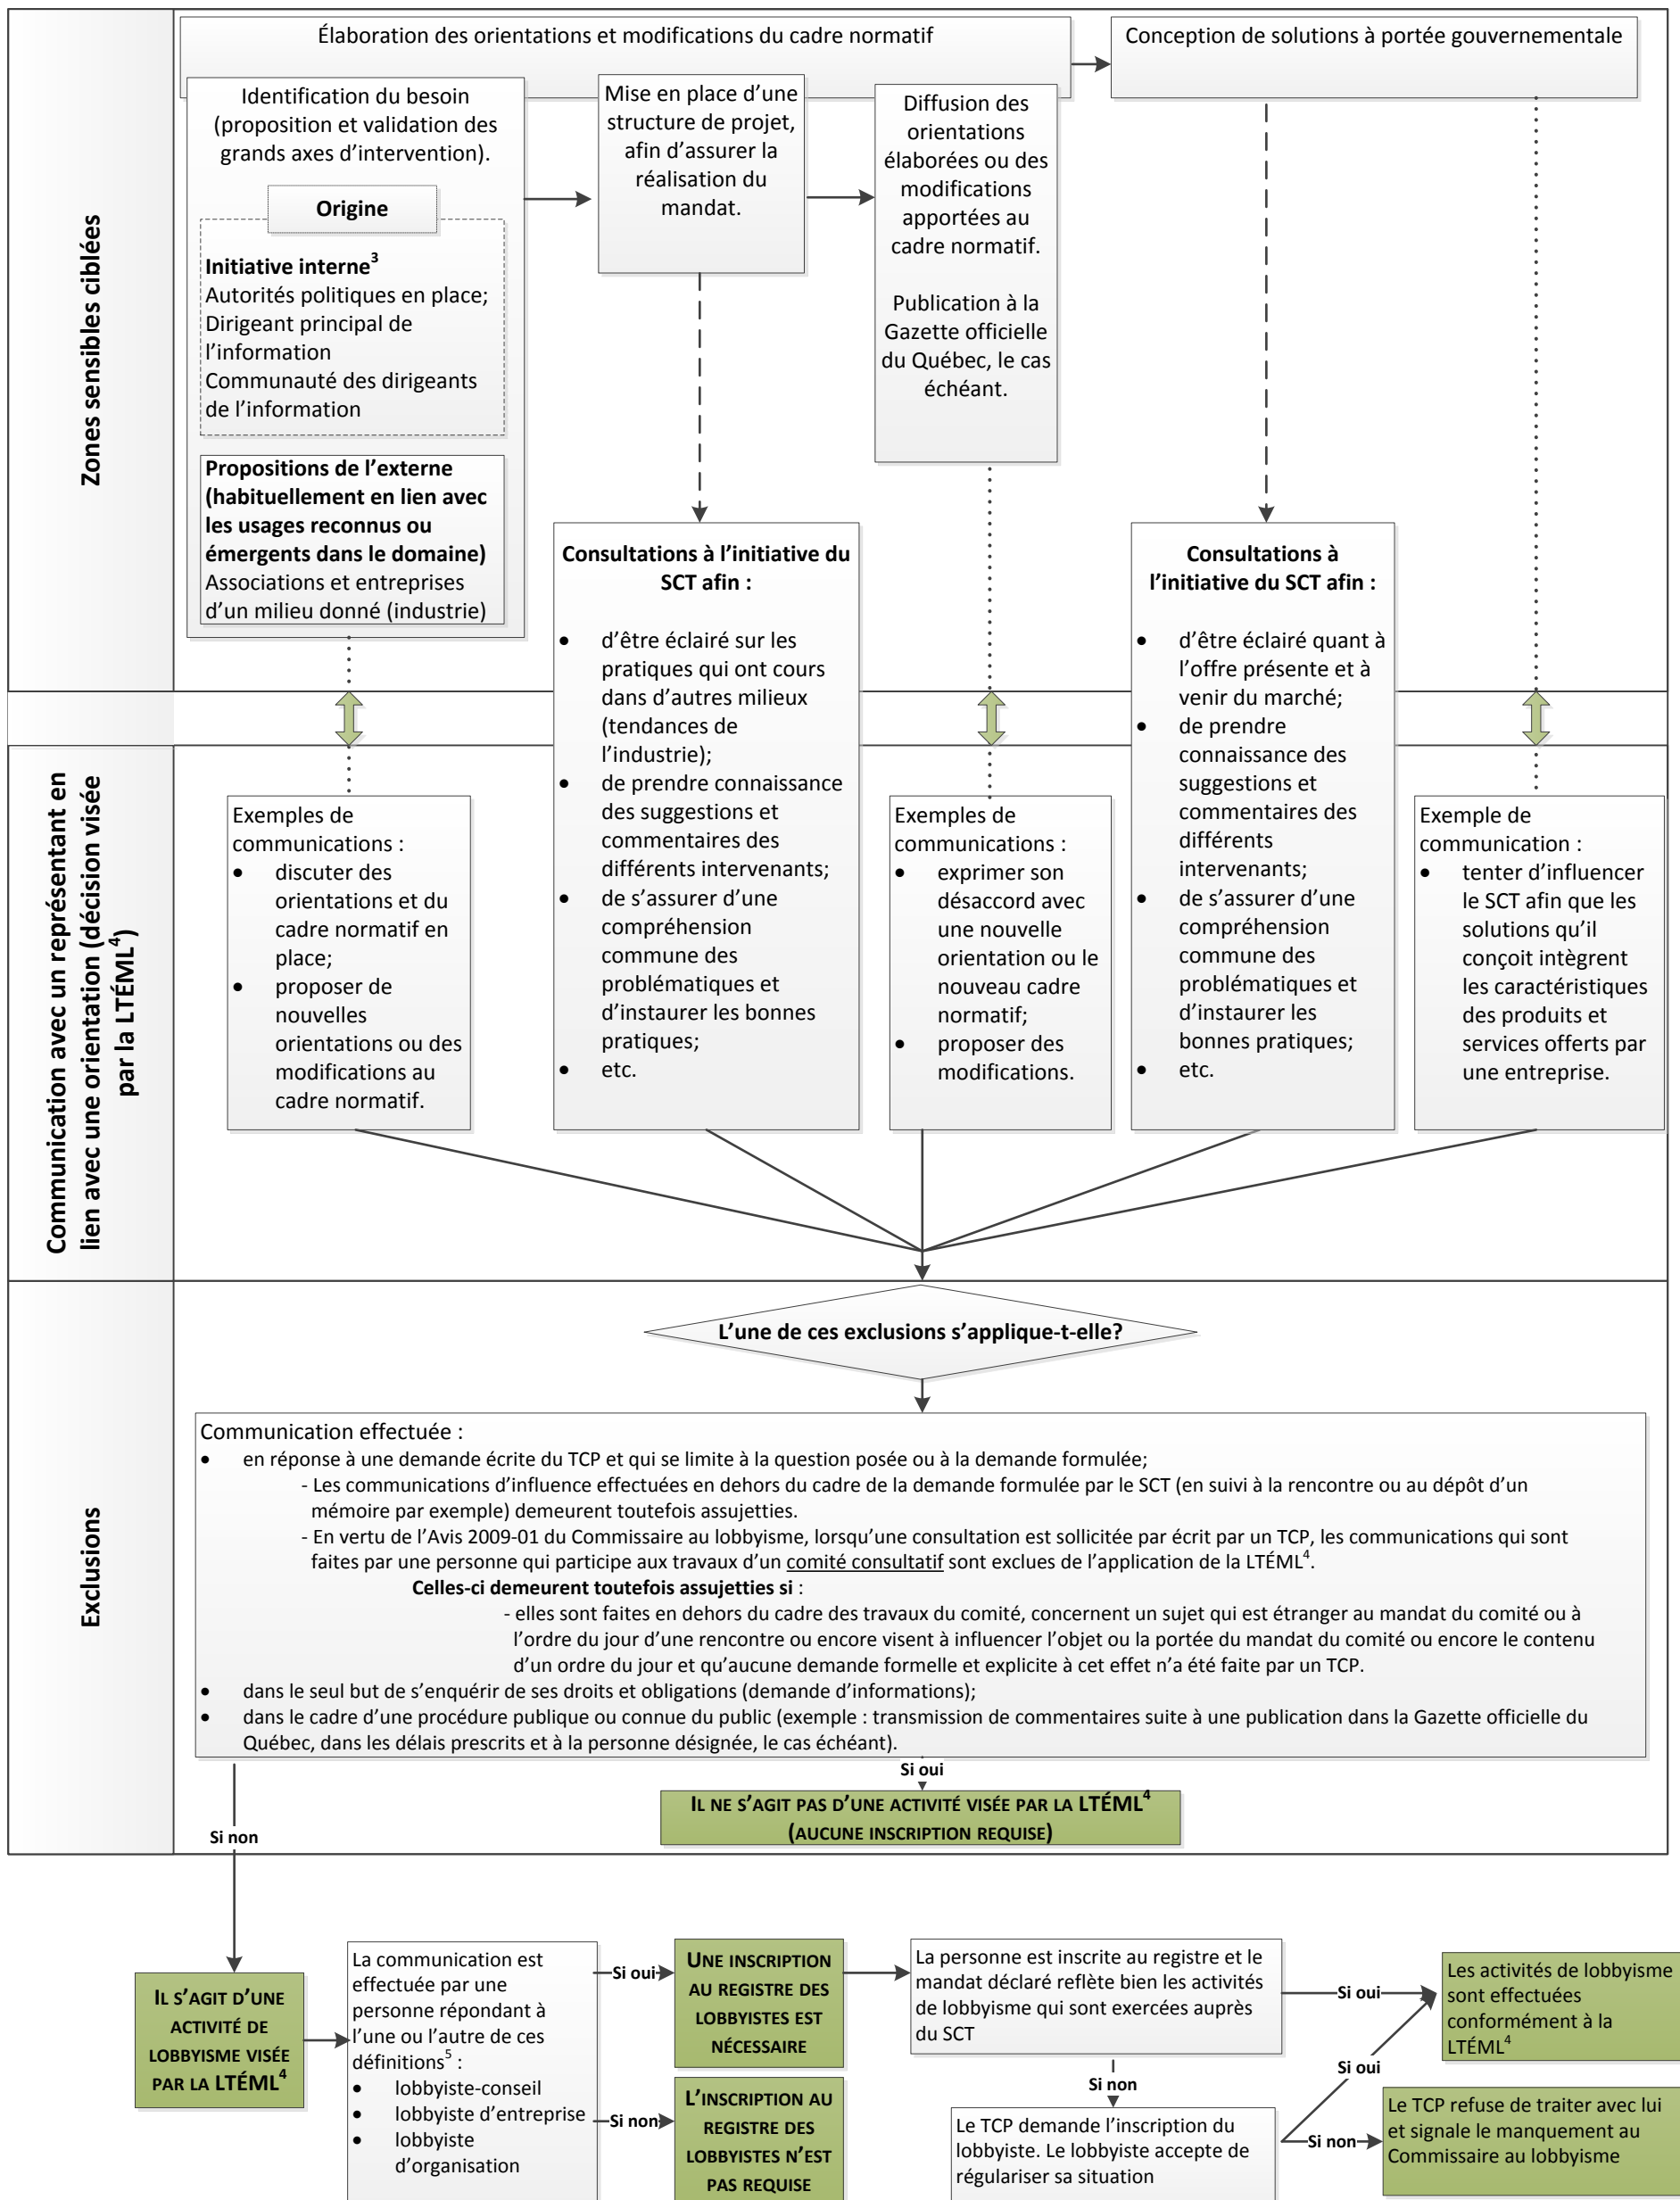 Élaboration des orientations et modifications du cadre normatif
Conception de solutions à portée gouvernementale
Zones sensibles ciblées
Identification du besoin
(proposition et validation des
grands axes d’intervention).
Origine
Initiative interne3
Autorités politiques en place;
Dirigeant principal de
l’information
Communauté des dirigeants
de l’information
Propositions de l’externe
(habituellement en lien avec
les usages reconnus ou
émergents dans le domaine)
Associations et entreprises
d’un milieu donné (industrie)
Mise en place d’une
structure de projet,
afin d’assurer la
réalisation du
mandat.
Diffusion des
orientations
élaborées ou des
modifications
apportées au
cadre normatif.
Publication à la
Gazette officielle
du Québec, le cas
échéant.
Communication avec un représentant en
lien avec une orientation (décision visée
par la LTÉML4)
Exemples de
communications :
• discuter des
orientations et du
cadre normatif en
place;
• proposer de
nouvelles
orientations ou des
modifications au
cadre normatif.
Consultations à l’initiative du
SCT afin :
• d’être éclairé sur les
pratiques qui ont cours
dans d’autres milieux
(tendances de
l’industrie);
• de prendre connaissance
des suggestions et
commentaires des
différents intervenants;
• de s’assurer d’une
compréhension
commune des
problématiques et
d’instaurer les bonnes
pratiques;
• etc.
Exemples de
communications :
• exprimer son
désaccord avec
une nouvelle
orientation ou le
nouveau cadre
normatif;
• proposer des
modifications.
Consultations à
l’initiative du SCT afin :
• d’être éclairé quant à
l’offre présente et à
venir du marché;
• de prendre
connaissance des
suggestions et
commentaires des
différents
intervenants;
• de s’assurer d’une
compréhension
commune des
problématiques et
d’instaurer les
bonnes pratiques;
• etc.
Exemple de
communication :
• tenter d’influencer
le SCT afin que les
solutions qu’il
conçoit intègrent
les caractéristiques
des produits et
services offerts par
une entreprise.
Exclusions
L’une de ces exclusions s’applique-t-elle?
Communication effectuée :
• en réponse à une demande écrite du TCP et qui se limite à la question posée ou à la demande formulée;
- Les communications d’influence effectuées en dehors du cadre de la demande formulée par le SCT (en suivi à la rencontre ou au dépôt d’un
mémoire par exemple) demeurent toutefois assujetties.
- En vertu de l’Avis 2009-01 du Commissaire au lobbyisme, lorsqu’une consultation est sollicitée par écrit par un TCP, les communications qui sont
faites par une personne qui participe aux travaux d’un comité consultatif sont exclues de l’application de la LTÉML4.
Celles-ci demeurent toutefois assujetties si :
- elles sont faites en dehors du cadre des travaux du comité, concernent un sujet qui est étranger au mandat du comité ou à
l’ordre du jour d’une rencontre ou encore visent à influencer l’objet ou la portée du mandat du comité ou encore le contenu
d’un ordre du jour et qu’aucune demande formelle et explicite à cet effet n’a été faite par un TCP.
• dans le seul but de s’enquérir de ses droits et obligations (demande d’informations);
• dans le cadre d’une procédure publique ou connue du public (exemple : transmission de commentaires suite à une publication dans la Gazette officielle du
Québec, dans les délais prescrits et à la personne désignée, le cas échéant).
Si oui
IL NE S’AGIT PAS D’UNE ACTIVITÉ VISÉE PAR LA LTÉML4
(AUCUNE INSCRIPTION REQUISE)
Si non
IL S’AGIT D’UNE
ACTIVITÉ DE
LOBBYISME VISÉE
PAR LA LTÉML4
La communication est
effectuée par une
personne répondant à
l’une ou l’autre de ces
définitions5 :
• lobbyiste-conseil
• lobbyiste d’entreprise
• lobbyiste
d’organisation
Si oui
UNE INSCRIPTION
AU REGISTRE DES
LOBBYISTES EST
NÉCESSAIRE
Si non
L’INSCRIPTION AU
REGISTRE DES
LOBBYISTES N’EST
PAS REQUISE
La personne est inscrite au registre et le
mandat déclaré reflète bien les activités
de lobbyisme qui sont exercées auprès
du SCT
Si oui
Les activités de lobbyisme
sont effectuées
conformément à la
LTÉML4
Si non
Le TCP demande l’inscription du
lobbyiste. Le lobbyiste accepte de
régulariser sa situation
Si oui
Si non
Le TCP refuse de traiter avec lui
et signale le manquement au
Commissaire au lobbyisme